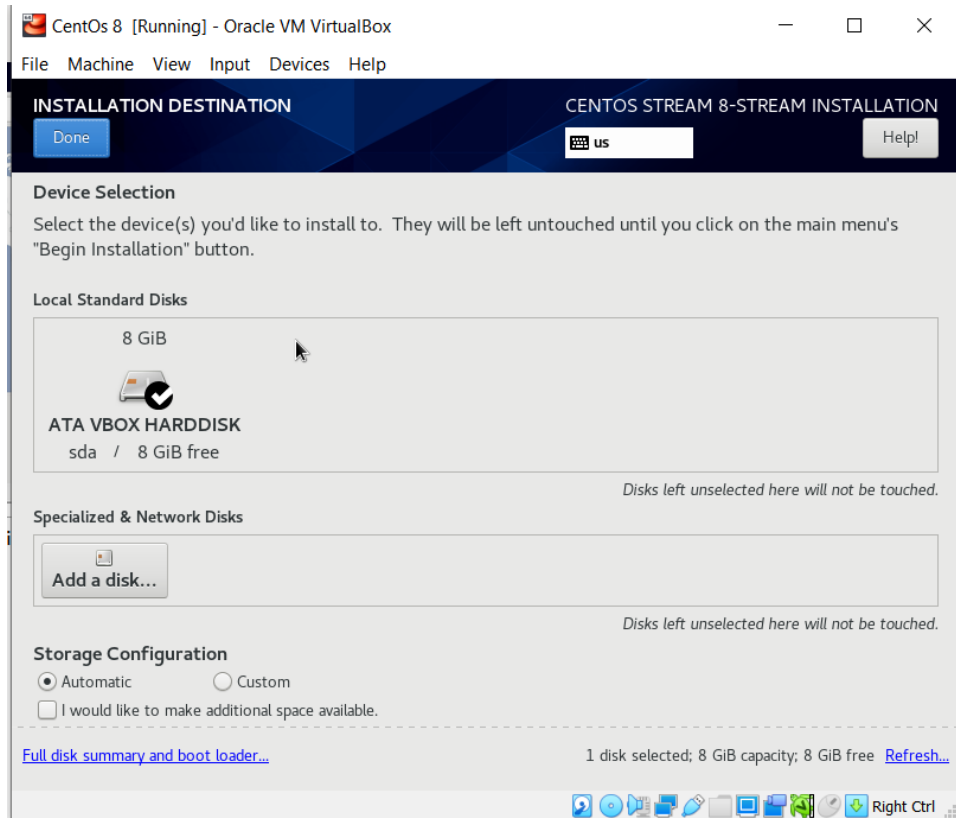 CentOs 8 [Running] - Oracle VM VirtualBox
File Machine View Input Devices Help
INSTALLATION DESTINATION
CENTOS STREAM 8-STREAM INSTALLATION
Done
us
Help!
Device Selection
Select the device(s) you'd like to install to. They will be left untouched until you click on the main menu's
"Begin Installation" button.
Local Standard Disks
8 GiB
ATA VBOX HARDDISK
sda / 8 GiB free
Disks left unselected here will not be touched.
Specialized & Network Disks
Add a disk...
Disks left unselected here will not be touched.
Storage Configuration
Automatic Custom
I would like to make additional space available.
Full disk summary and boot loader...
1 disk selected; 8 GiB capacity; 8 GiB free Refresh...
Right Ctrl